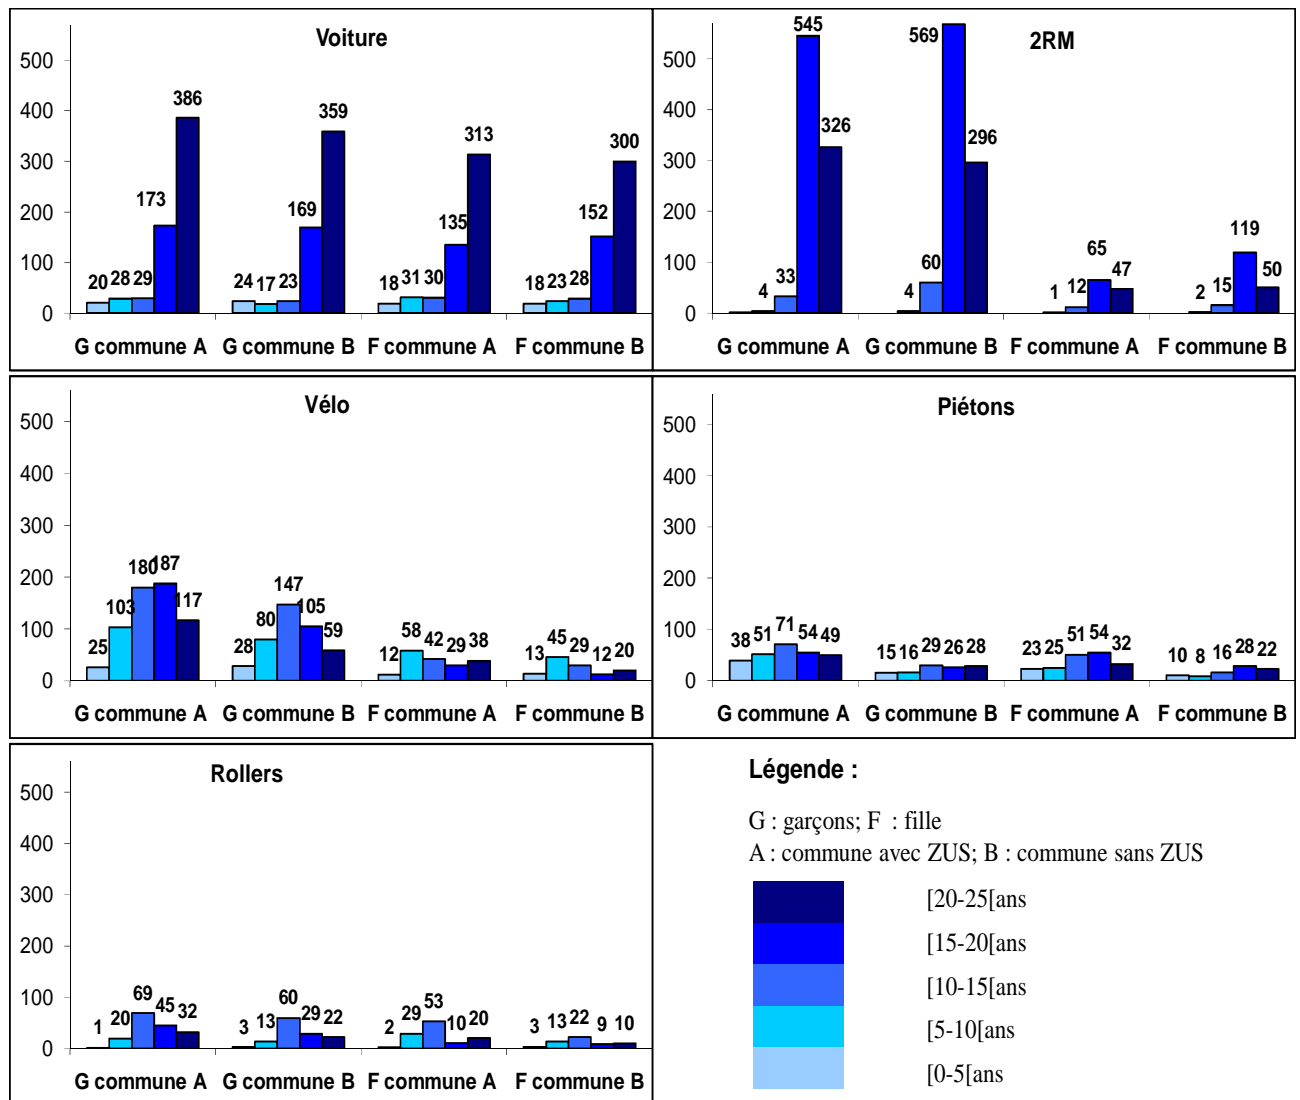 Voiture
500
400
300
200
100
0
20 28 29 173 386
24 17 23 169 359
18 31 30 135 313
18 23 28 152 300
G commune A G commune B F commune A F commune B
2RM
500
400
300
200
100
0
4 33 545 326
4 60 569 296
1 12 65 47
2 15 119 50
G commune A G commune B F commune A F commune B
Vélo
500
400
300
200
100
0
25 103 180 187 117
28 80 147 105 59
12 58 42 29 38
13 45 29 12 20
G commune A G commune B F commune A F commune B
Piétons
500
400
300
200
100
0
38 51 71 54 49
15 16 29 26 28
23 25 51 54 32
10 8 16 28 22
G commune A G commune B F commune A F commune B
Rollers
500
400
300
200
100
0
1 20 69 45 32
3 13 60 29 22
2 29 53 10 20
3 13 22 9 10
G commune A G commune B F commune A F commune B
Légende :
G : garçons; F : fille
A : commune avec ZUS; B : commune sans ZUS
[20-25[ans
[15-20[ans
[10-15[ans
[5-10[ans
[0-5[ans